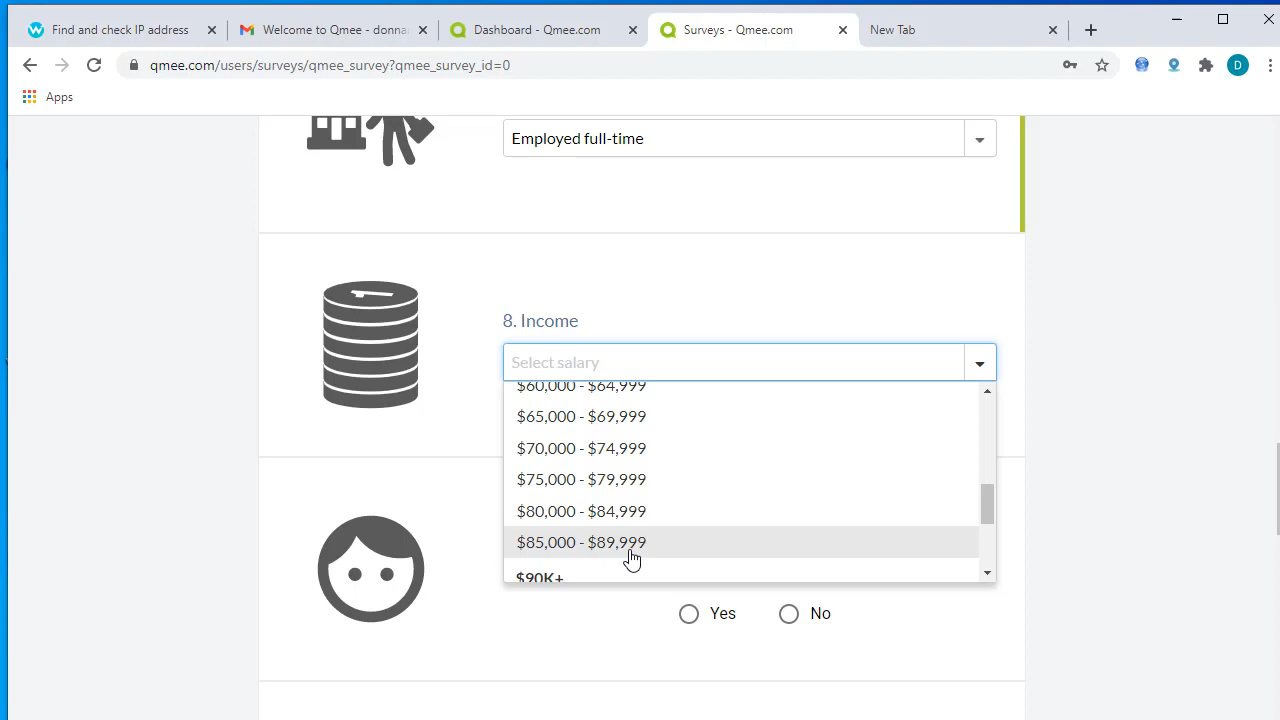 Find and check IP address
Welcome to Qmee - donna
Dashboard - Qmee.com
Surveys - Qmee.com
New Tab
qmee.com/users/surveys/qmee_survey?qmee_survey_id=0
D
Apps
Employed full-time
8. Income
Select salary
$60,000 - $64,999
$65,000 - $69,999
$70,000 - $74,999
$75,000 - $79,999
$80,000 - $84,999
$85,000 - $89,999
$90K+
Yes
No